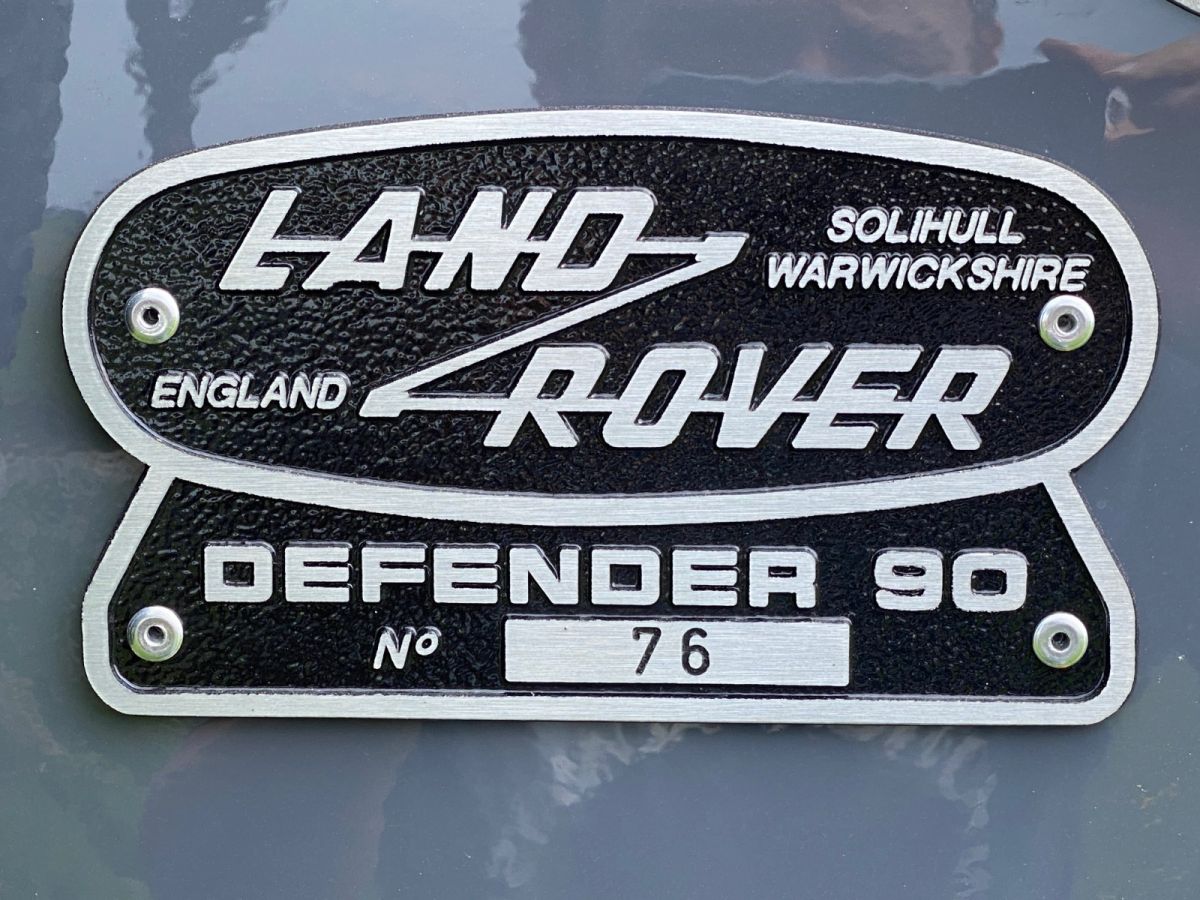 LAND
SOLIHULL
WARWICKSHIRE
ENGLAND
ROVER
DEFENDER 90
Nº 76